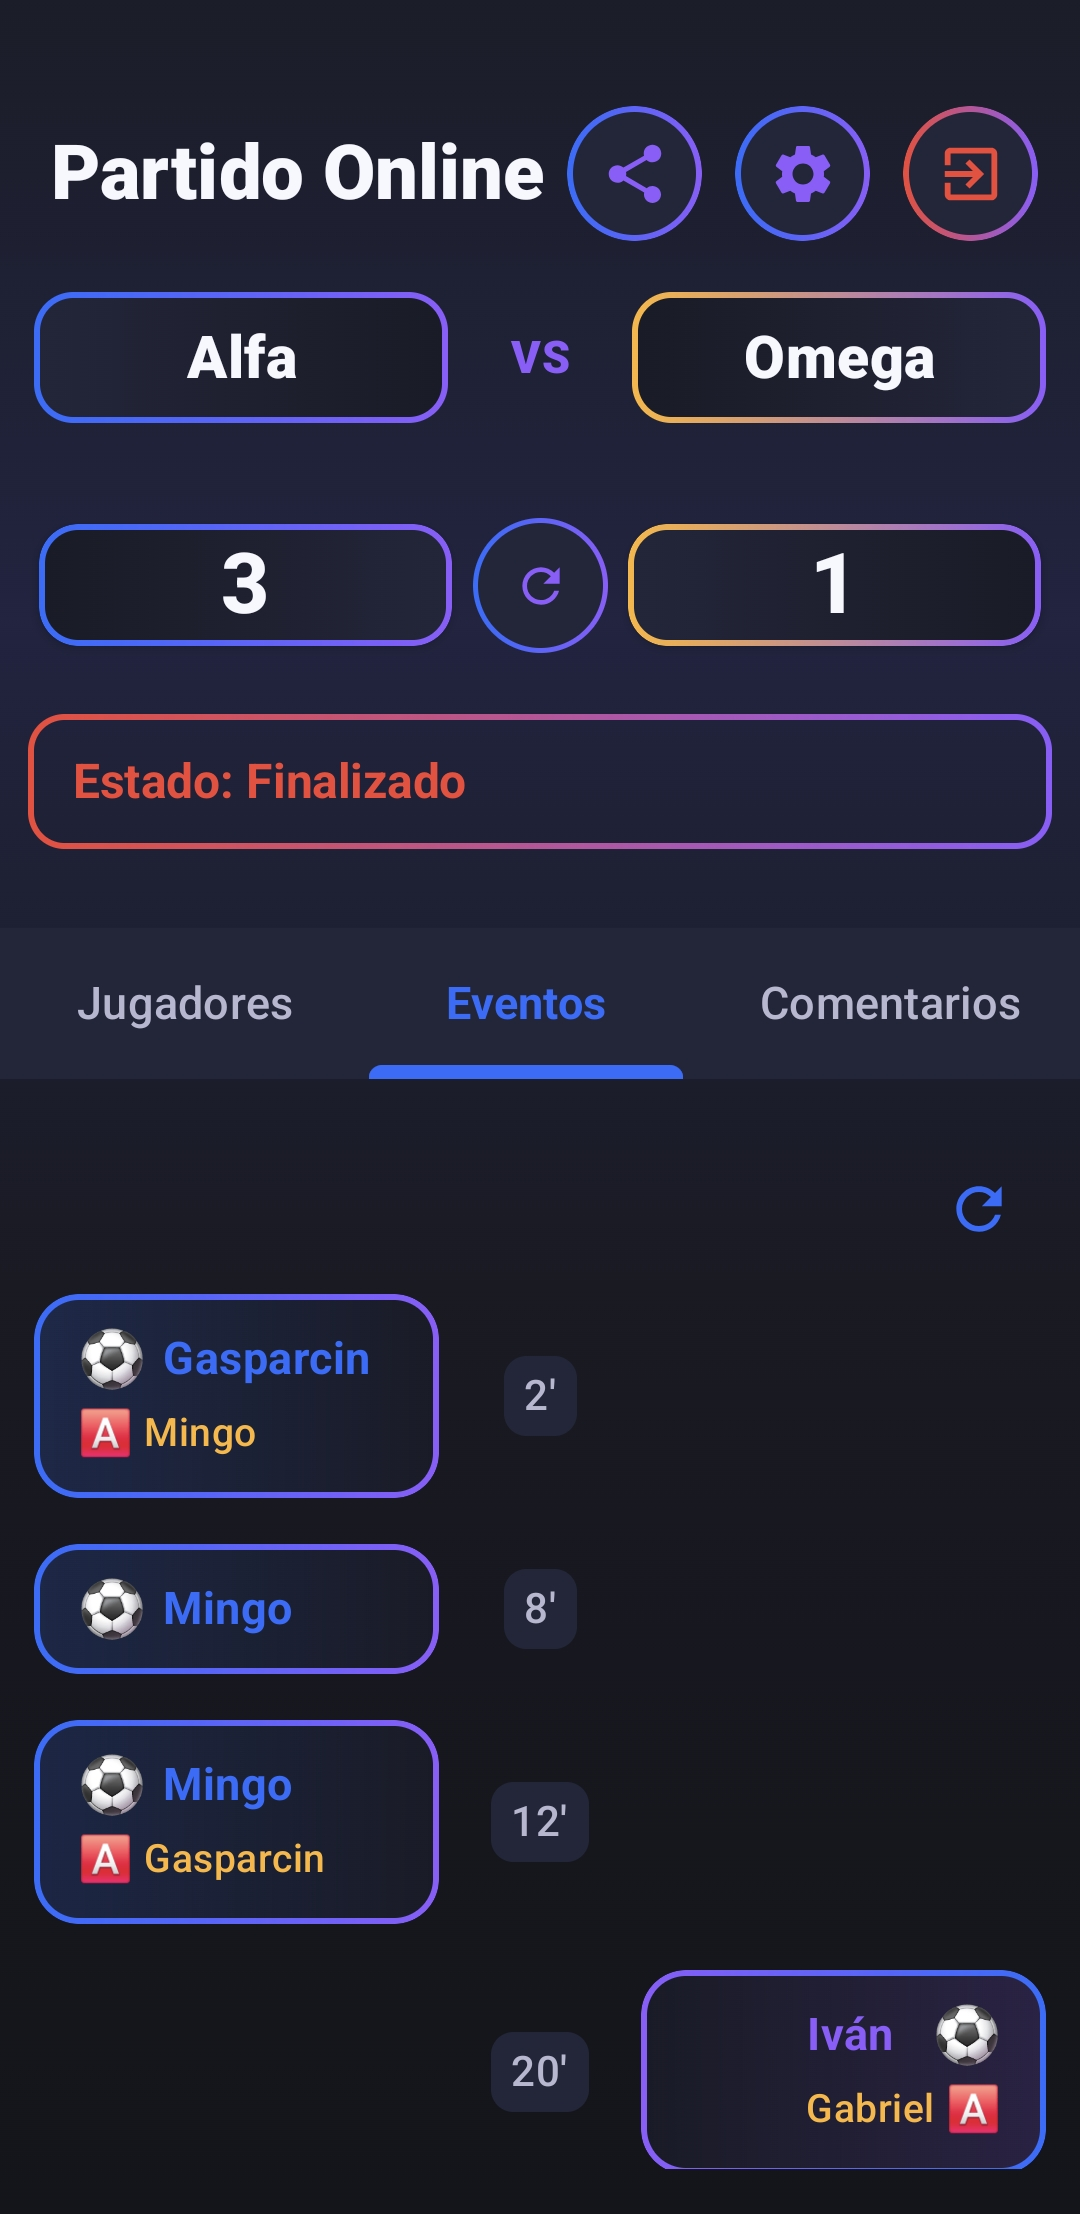 Partido Online
Alfa
VS
Omega
3
1
Estado: Finalizado
Jugadores
Eventos
Comentarios
Gasparcin
2'
A Mingo
Mingo
8'
Mingo
12'
A Gasparcin
Iván
20'
Gabriel A